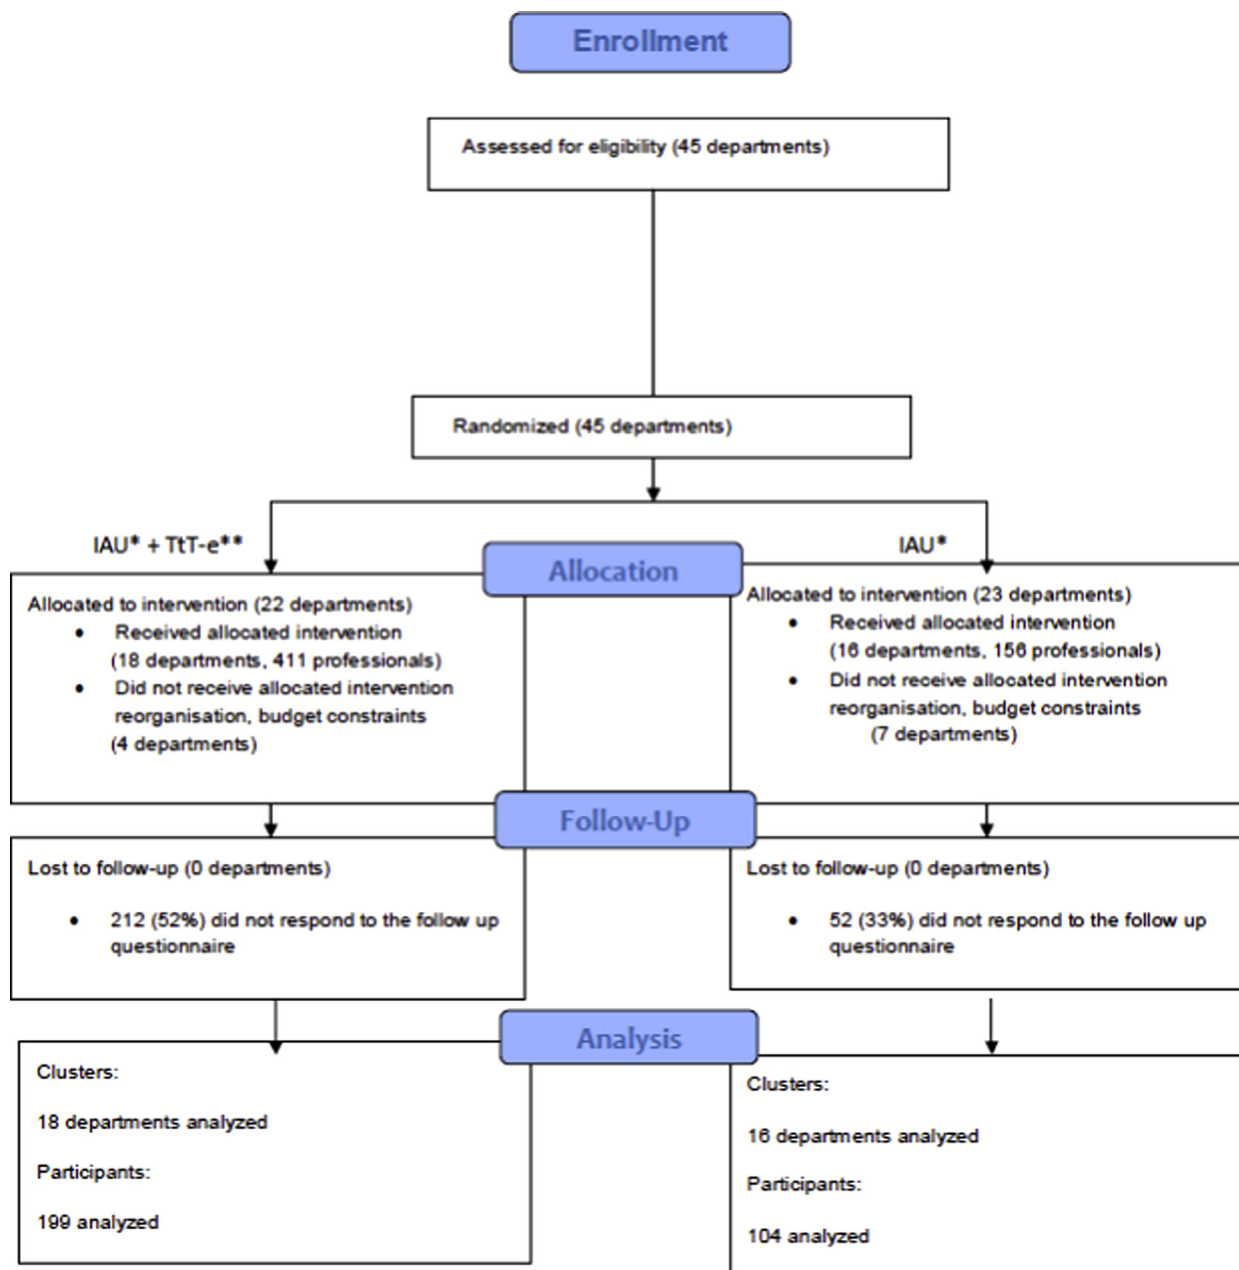 Enrollment
Assessed for eligibility (45 departments)
Randomized (45 departments)
IAU* + TtT-e**
IAU*
Allocation
Allocated to intervention (22 departments)
• Received allocated intervention
(18 departments, 411 professionals)
• Did not receive allocated intervention
reorganisation, budget constraints
(4 departments)
Allocated to intervention (23 departments)
• Received allocated intervention
(16 departments, 156 professionals)
• Did not receive allocated intervention
reorganisation, budget constraints
(7 departments)
Follow-Up
Lost to follow-up (0 departments)
• 212 (52%) did not respond to the follow up
questionnaire
Lost to follow-up (0 departments)
• 52 (33%) did not respond to the follow up
questionnaire
Analysis
Clusters:
18 departments analyzed
Participants:
199 analyzed
Clusters:
16 departments analyzed
Participants:
104 analyzed